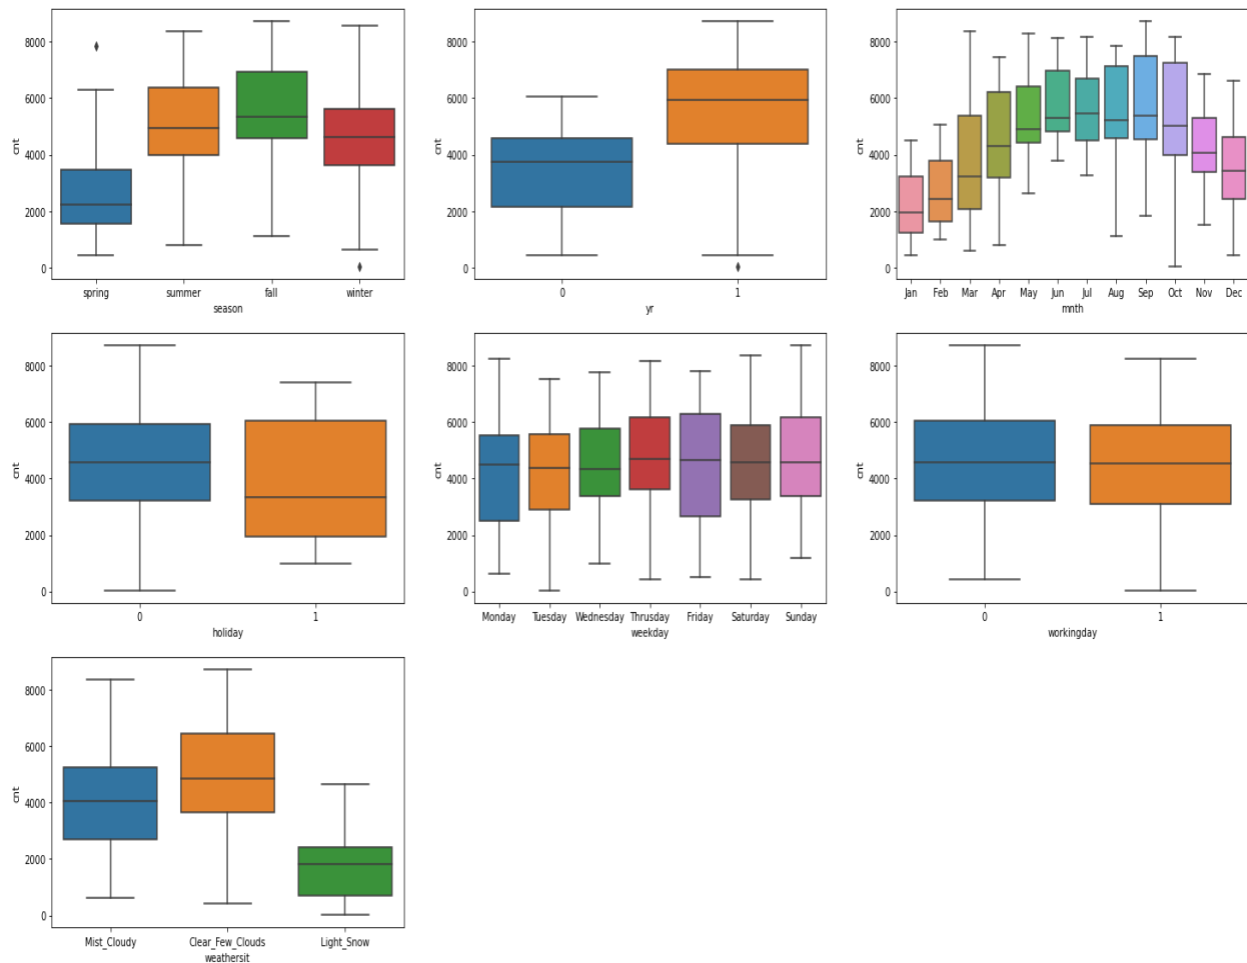 8000
6000
4000
2000
0
cnt
spring summer fall winter
season
8000
6000
4000
2000
0
cnt
0 1
yr
8000
6000
4000
2000
0
cnt
Jan Feb Mar Apr May Jun Jul Aug Sep Oct Nov Dec
mnth
8000
6000
4000
2000
0
cnt
0 1
holiday
8000
6000
4000
2000
0
cnt
Monday Tuesday Wednesday Thrusday Friday Saturday Sunday
weekday
8000
6000
4000
2000
0
cnt
0 1
workingday
8000
6000
4000
2000
0
cnt
Mist_Cloudy Clear_Few_Clouds Light_Snow
weathersit